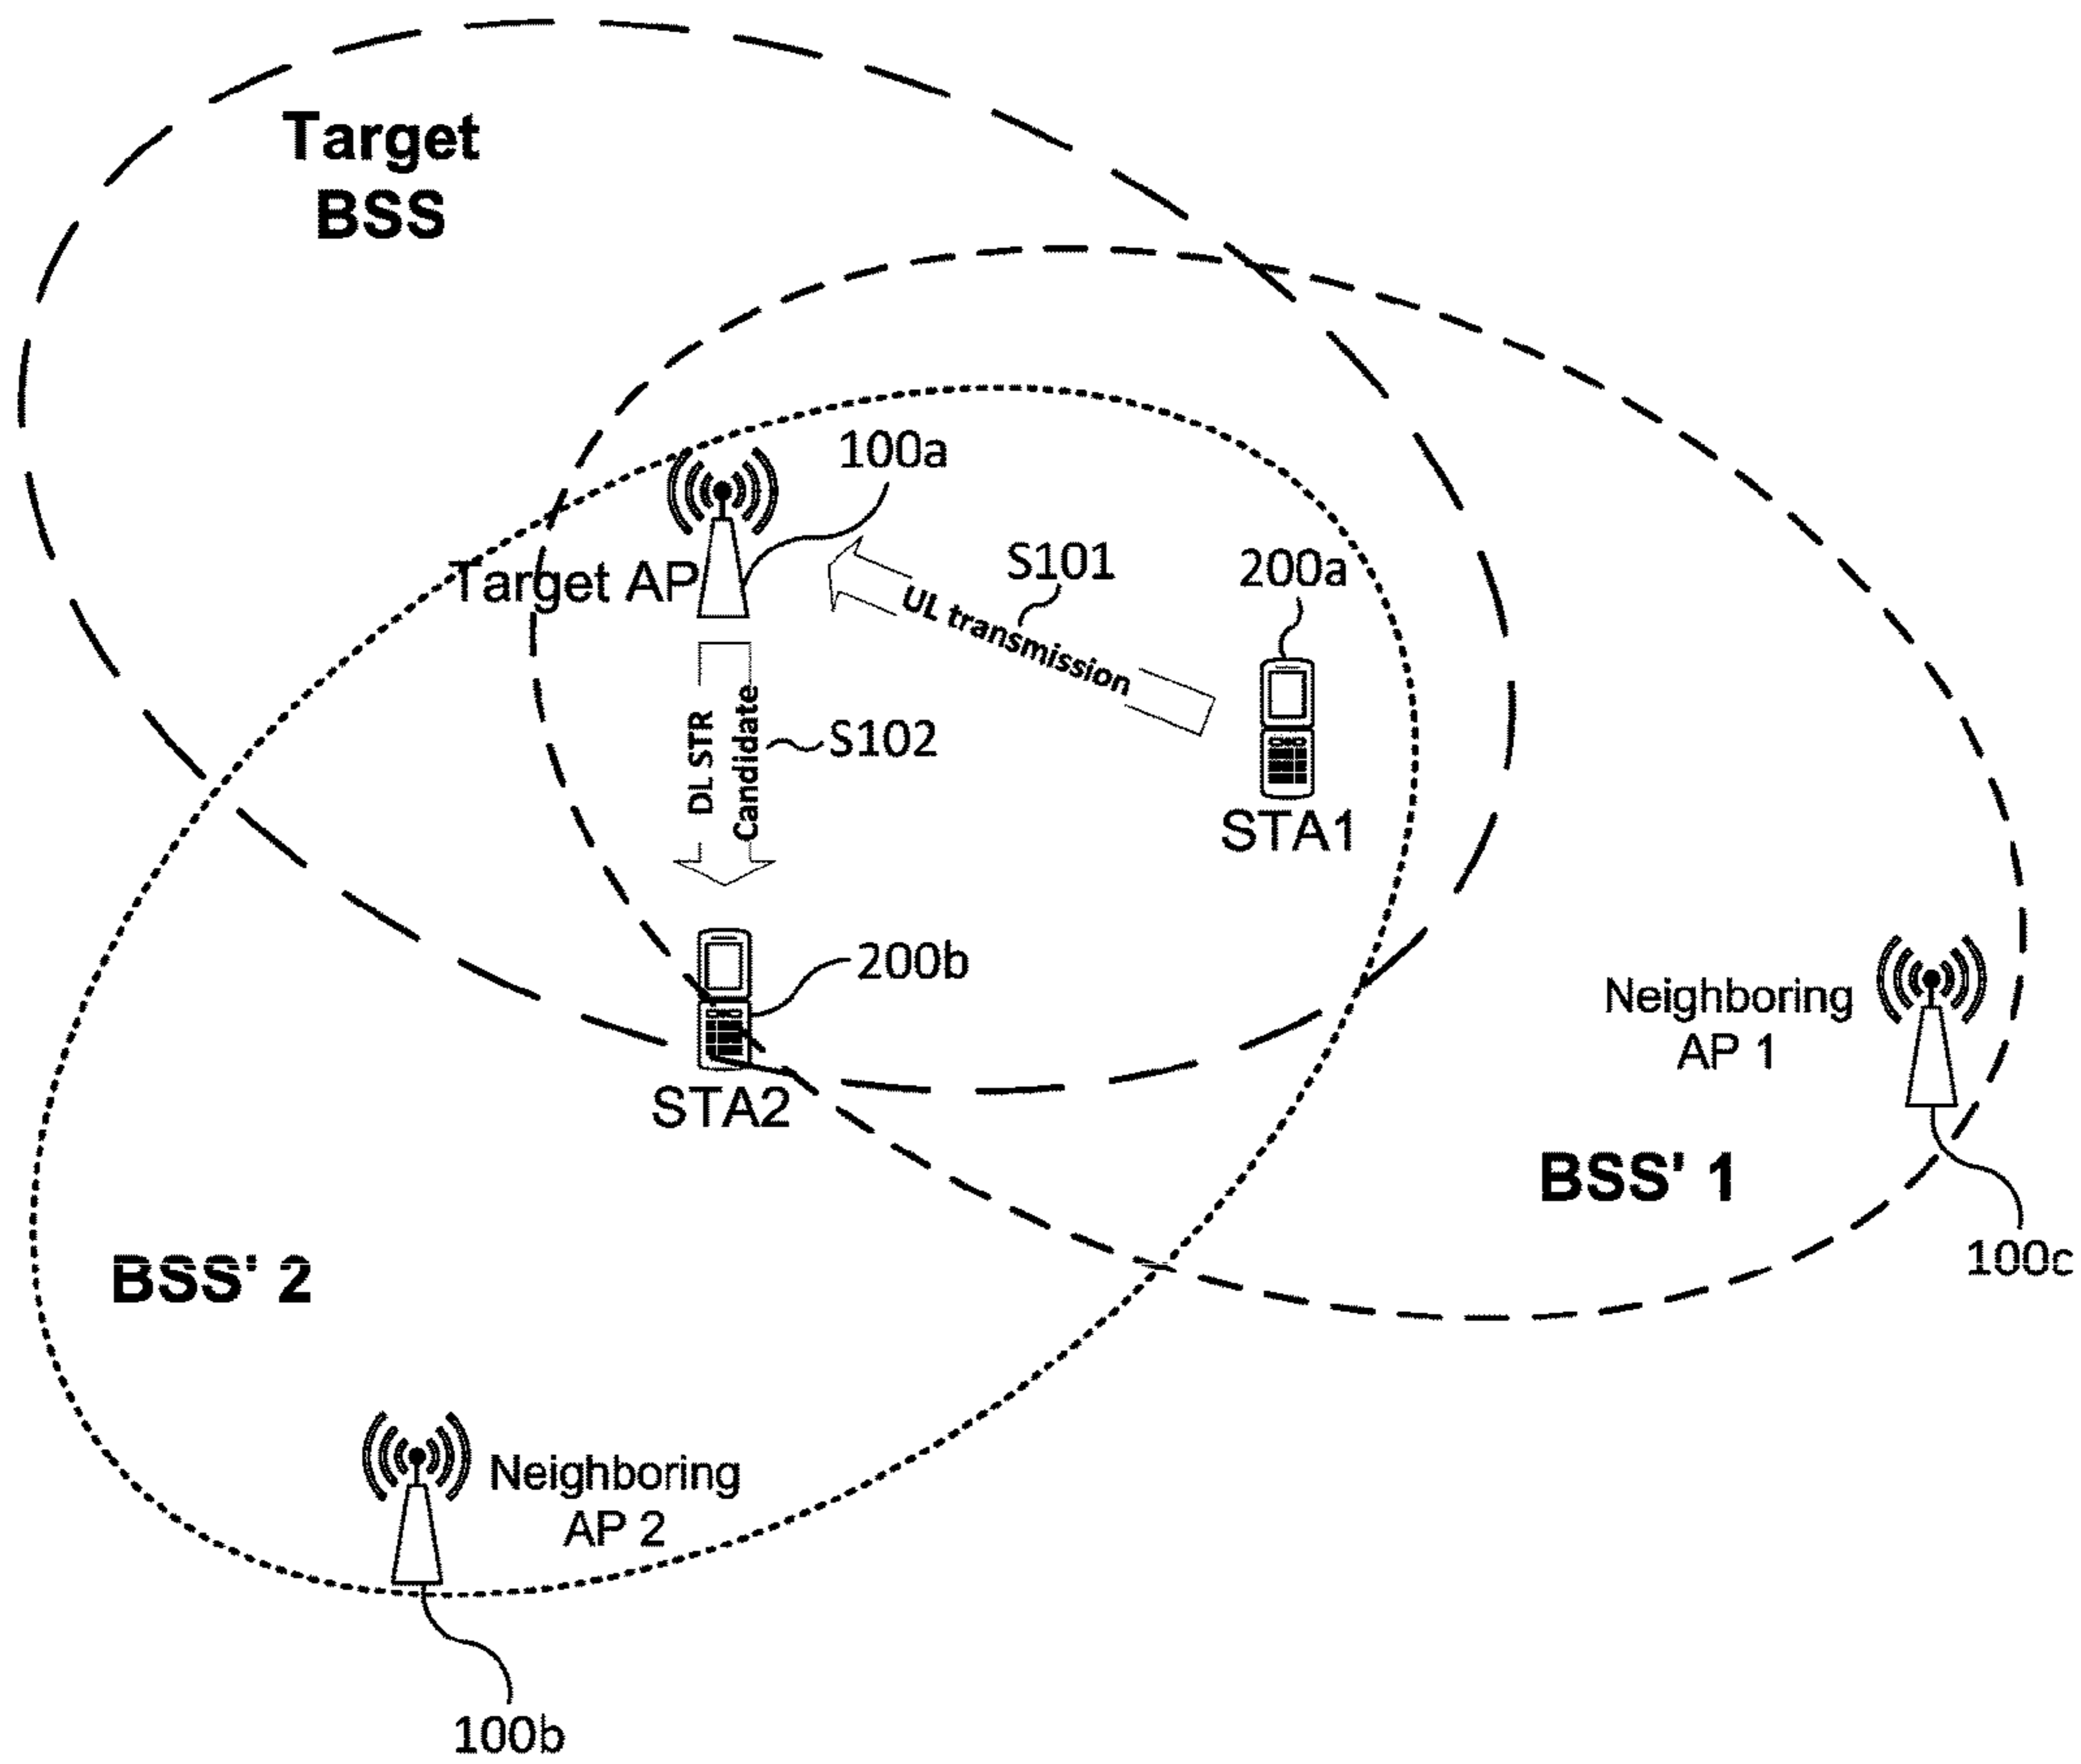 Target
BSS
100a
Target AP
S101
UL transmission
200a
STA1
DL STR
Candidate
S102
200b
STA2
Neighboring
AP 1
BSS' 1
100c
BSS' 2
Neighboring
AP 2
100b